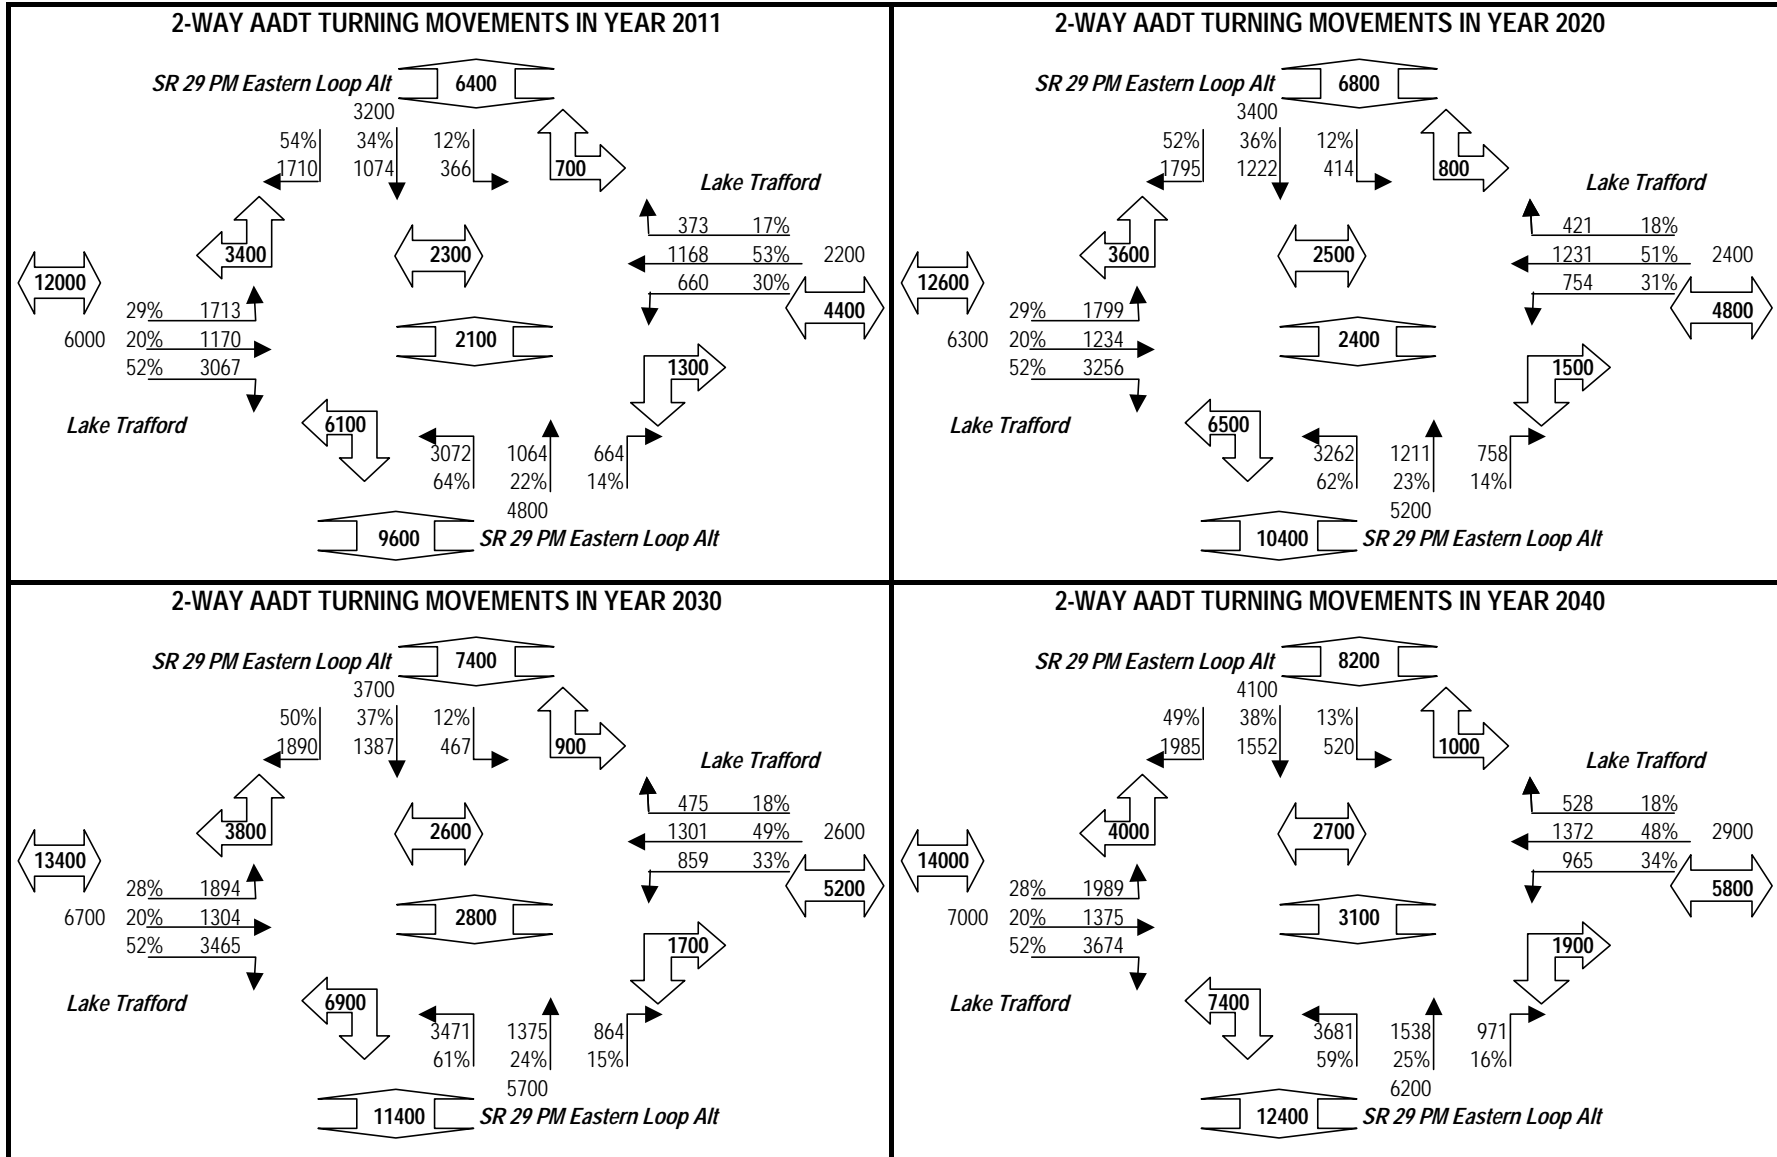 2-WAY AADT TURNING MOVEMENTS IN YEAR 2011
SR 29 PM Eastern Loop Alt 6400
3200
54% 34% 12%
1710 1074 366 700
Lake Trafford
373 17%
3400 2300 1168 53% 2200
12000 660 30%
29% 1713 4400
6000 20% 1170 2100
52% 3067 1300
Lake Trafford 6100
3072 1064 664
64% 22% 14%
4800
9600 SR 29 PM Eastern Loop Alt
2-WAY AADT TURNING MOVEMENTS IN YEAR 2020
SR 29 PM Eastern Loop Alt 6800
3400
52% 36% 12%
1795 1222 414 800
Lake Trafford
421 18%
3600 2500 1231 51% 2400
12600 754 31%
29% 1799 4800
6300 20% 1234 2400
52% 3256 1500
Lake Trafford 6500
3262 1211 758
62% 23% 14%
5200
10400 SR 29 PM Eastern Loop Alt
2-WAY AADT TURNING MOVEMENTS IN YEAR 2030
SR 29 PM Eastern Loop Alt 7400
3700
50% 37% 12%
1890 1387 467 900
Lake Trafford
475 18%
3800 2600 1301 49% 2600
13400 859 33%
28% 1894 5200
6700 20% 1304 2800
52% 3465 1700
Lake Trafford 6900
3471 1375 864
61% 24% 15%
5700
11400 SR 29 PM Eastern Loop Alt
2-WAY AADT TURNING MOVEMENTS IN YEAR 2040
SR 29 PM Eastern Loop Alt 8200
4100
49% 38% 13%
1985 1552 520 1000
Lake Trafford
528 18%
4000 2700 1372 48% 2900
14000 965 34%
28% 1989 5800
7000 20% 1375 3100
52% 3674 1900
Lake Trafford 7400
3681 1538 971
59% 25% 16%
6200
12400 SR 29 PM Eastern Loop Alt